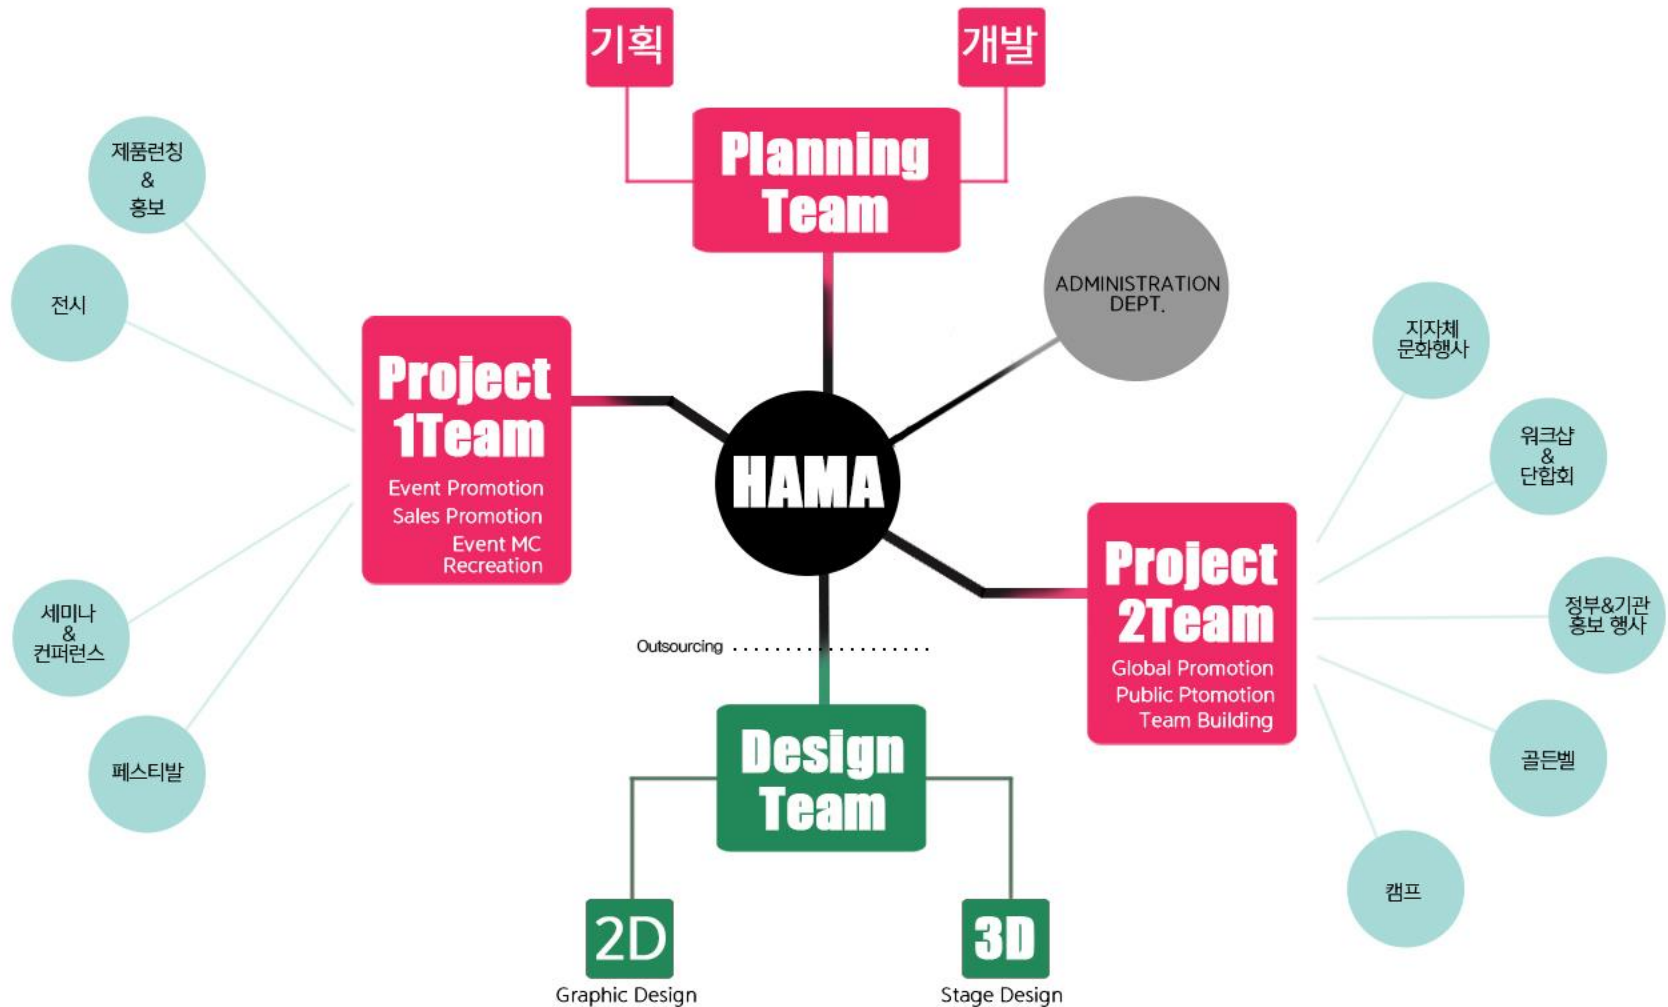 기획
개발
Planning
Team
제품런칭
&
홍보
전시
ADMINISTRATION
DEPT.
지자체
문화행사
Project
1Team
Event Promotion
Sales Promotion
Event MC
Recreation
HAMA
워크샵
&
단합회
Project
2Team
Global Promotion
Public Ptomotion
Team Building
정부&기관
홍보 행사
세미나
&
컨퍼런스
Outsourcing
페스티발
골든벨
캠프
Design
Team
2D
Graphic Design
3D
Stage Design